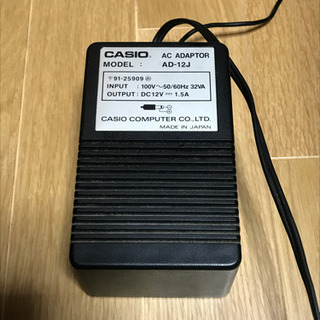 CASIO. AC ADAPTOR
MODEL : AD-12J
〒91-25909
INPUT : 100V~50/60Hz 32VA
OUTPUT : DC12V ⎓ 1.5A
CASIO COMPUTER CO.,LTD.
MADE IN JAPAN